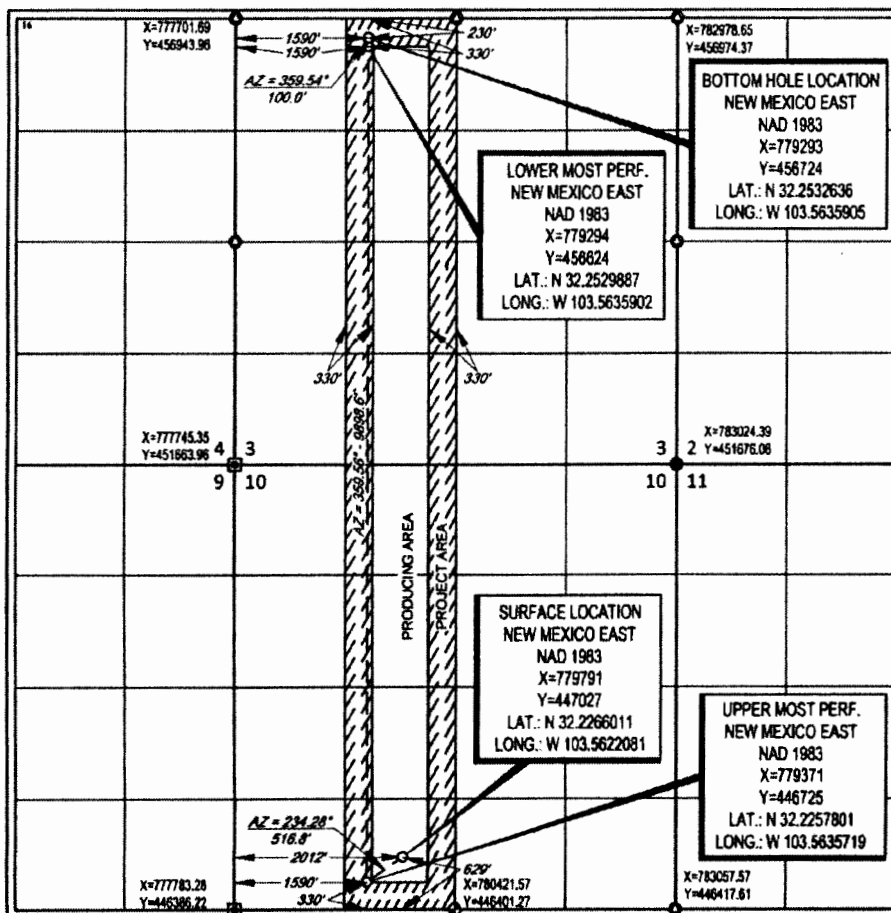 16
X=777701.69
Y=456943.96
1590'
1590'
230'
330'
AZ = 359.54°
100.0'
X=782978.65
Y=456974.37
BOTTOM HOLE LOCATION
NEW MEXICO EAST
NAD 1983
X=779293
Y=456724
LAT.: N 32.2532636
LONG.: W 103.5635905
LOWER MOST PERF.
NEW MEXICO EAST
NAD 1983
X=779294
Y=456624
LAT.: N 32.2529887
LONG.: W 103.5635902
330'
330'
AZ = 359.56° - 9898.6'
X=777745.35
Y=451663.96
4 3
9 10
3 2
10 11
X=783024.39
Y=451676.06
PRODUCING AREA
PROJECT AREA
SURFACE LOCATION
NEW MEXICO EAST
NAD 1983
X=779791
Y=447027
LAT.: N 32.2266011
LONG.: W 103.5622081
UPPER MOST PERF.
NEW MEXICO EAST
NAD 1983
X=779371
Y=446725
LAT.: N 32.2257801
LONG.: W 103.5635719
AZ = 234.28°
516.8'
2012'
629'
1590'
330'
X=777783.28
Y=446386.22
X=780421.57
Y=446401.27
X=783057.57
Y=446417.61